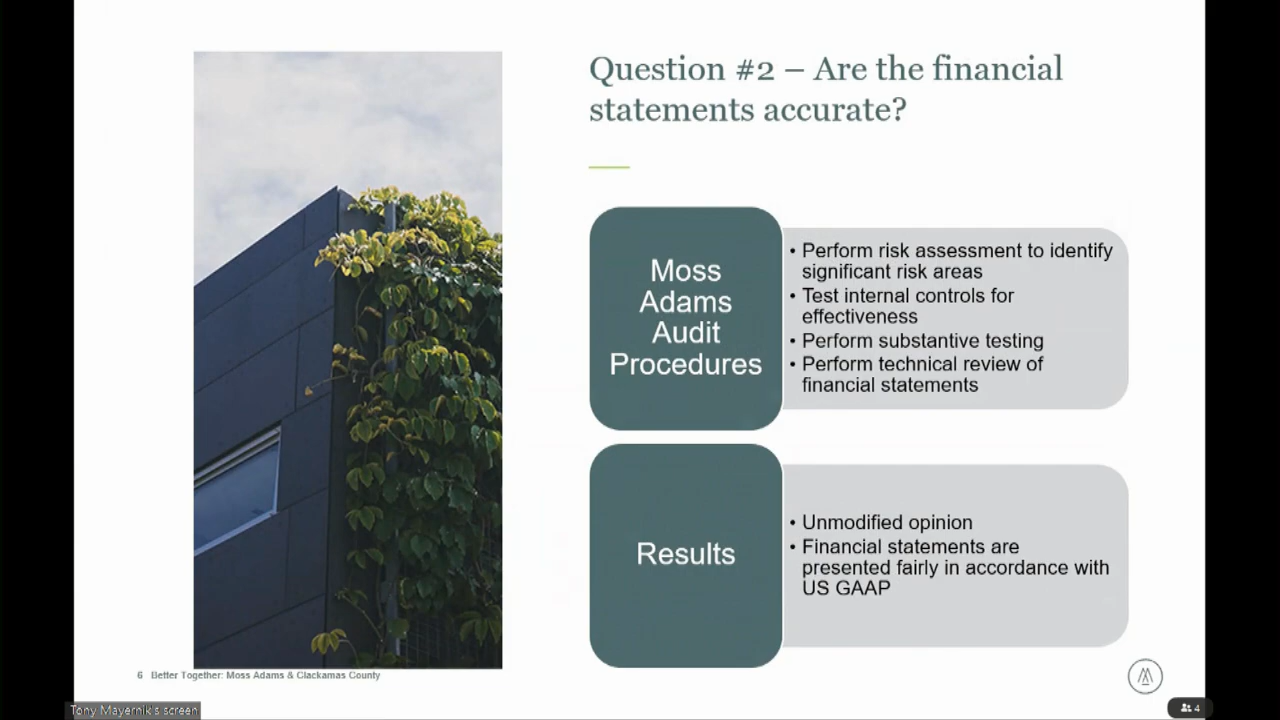 Question #2 – Are the financial
statements accurate?
Moss
Adams
Audit
Procedures
• Perform risk assessment to identify
significant risk areas
• Test internal controls for
effectiveness
• Perform substantive testing
• Perform technical review of
financial statements
Results
• Unmodified opinion
• Financial statements are
presented fairly in accordance with
US GAAP
6 Better Together: Moss Adams & Clackamas County
Tony Mayernik's screen
4